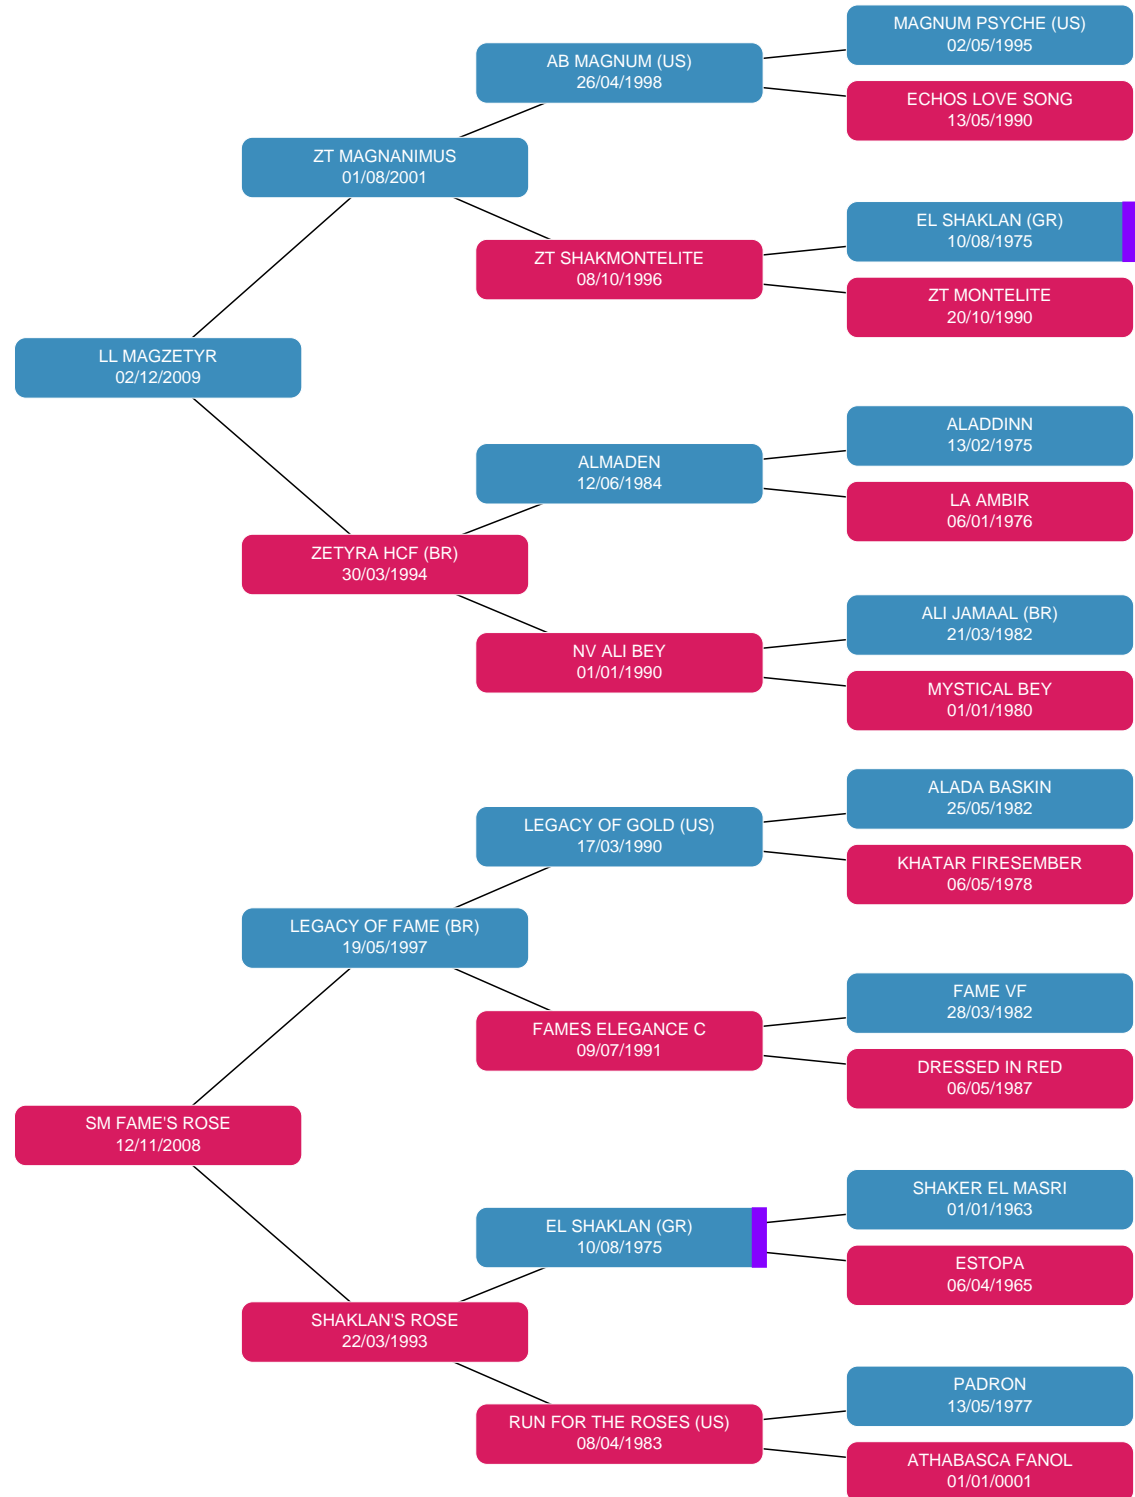 MAGNUM PSYCHE (US)
02/05/1995
AB MAGNUM (US)
26/04/1998
ECHOS LOVE SONG
13/05/1990
ZT MAGNANIMUS
01/08/2001
EL SHAKLAN (GR)
10/08/1975
ZT SHAKMONTELITE
08/10/1996
ZT MONTELITE
20/10/1990
LL MAGZETYR
02/12/2009
ALADDINN
13/02/1975
ALMADEN
12/06/1984
LA AMBIR
06/01/1976
ZETYRA HCF (BR)
30/03/1994
ALI JAMAAL (BR)
21/03/1982
NV ALI BEY
01/01/1990
MYSTICAL BEY
01/01/1980
ALADA BASKIN
25/05/1982
LEGACY OF GOLD (US)
17/03/1990
KHATAR FIRESEMBER
06/05/1978
LEGACY OF FAME (BR)
19/05/1997
FAME VF
28/03/1982
FAMES ELEGANCE C
09/07/1991
DRESSED IN RED
06/05/1987
SM FAME'S ROSE
12/11/2008
SHAKER EL MASRI
01/01/1963
EL SHAKLAN (GR)
10/08/1975
ESTOPA
06/04/1965
SHAKLAN'S ROSE
22/03/1993
PADRON
13/05/1977
RUN FOR THE ROSES (US)
08/04/1983
ATHABASCA FANOL
01/01/0001